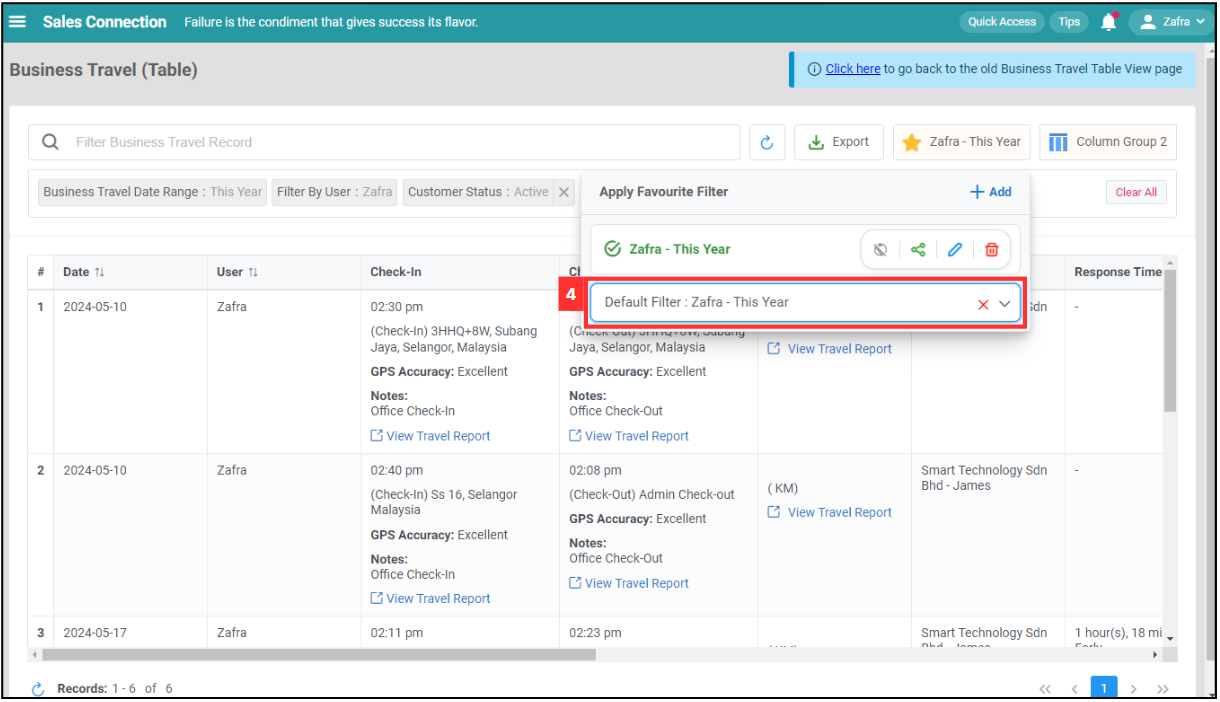 Sales Connection Failure is the condiment that gives success its flavor. Quick Access Tips Zafra
Business Travel (Table)
Click here to go back to the old Business Travel Table View page
Filter Business Travel Record Export Zafra - This Year Column Group 2
Business Travel Date Range : This Year Filter By User : Zafra Customer Status : Active Clear All
Apply Favourite Filter + Add
Zafra - This Year
4 Default Filter : Zafra - This Year
# Date User Check-In Response Time
1 2024-05-10 Zafra 02:30 pm Sdn -
(Check-In) 3HHQ+8W, Subang
Jaya, Selangor, Malaysia
GPS Accuracy: Excellent
Notes:
Office Check-In
View Travel Report
(Check-Out) 3HHQ+8W, Subang
Jaya, Selangor, Malaysia
GPS Accuracy: Excellent
Notes:
Office Check-Out
View Travel Report
View Travel Report
2 2024-05-10 Zafra 02:40 pm
(Check-In) Ss 16, Selangor
Malaysia
GPS Accuracy: Excellent
Notes:
Office Check-In
View Travel Report
02:08 pm
(Check-Out) Admin Check-out
GPS Accuracy: Excellent
Notes:
Office Check-Out
View Travel Report
( KM)
View Travel Report
Smart Technology Sdn
Bhd - James
-
3 2024-05-17 Zafra 02:11 pm 02:23 pm Smart Technology Sdn 1 hour(s), 18 mi
Bhd - James Early
Records: 1 - 6 of 6 << < 1 > >>